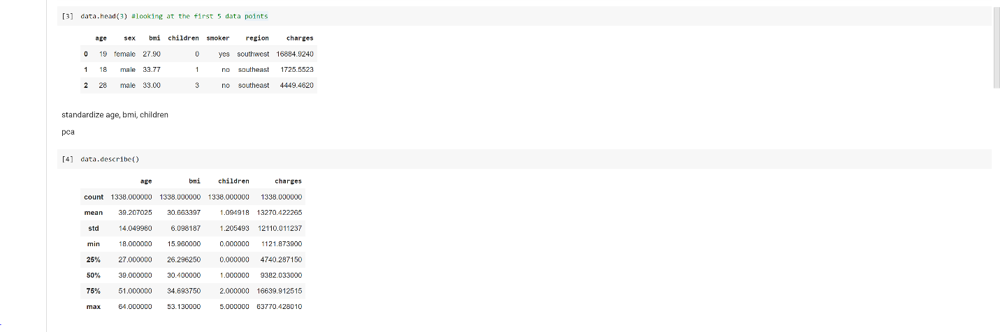 [3] data.head(3) #looking at the first 5 data points
age sex bmi children smoker region charges
0 19 female 27.90 0 yes southwest 16884.9240
1 18 male 33.77 1 no southeast 1725.5523
2 28 male 33.00 3 no southeast 4449.4620
standardize age, bmi, children
pca
[4] data.describe()
age bmi children charges
count 1338.000000 1338.000000 1338.000000 1338.000000
mean 39.207025 30.663397 1.094918 13270.422265
std 14.049960 6.098187 1.205493 12110.011237
min 18.000000 15.960000 0.000000 1121.873900
25% 27.000000 26.296250 0.000000 4740.287150
50% 39.000000 30.400000 1.000000 9382.033000
75% 51.000000 34.693750 2.000000 16639.912515
max 64.000000 53.130000 5.000000 63770.428010